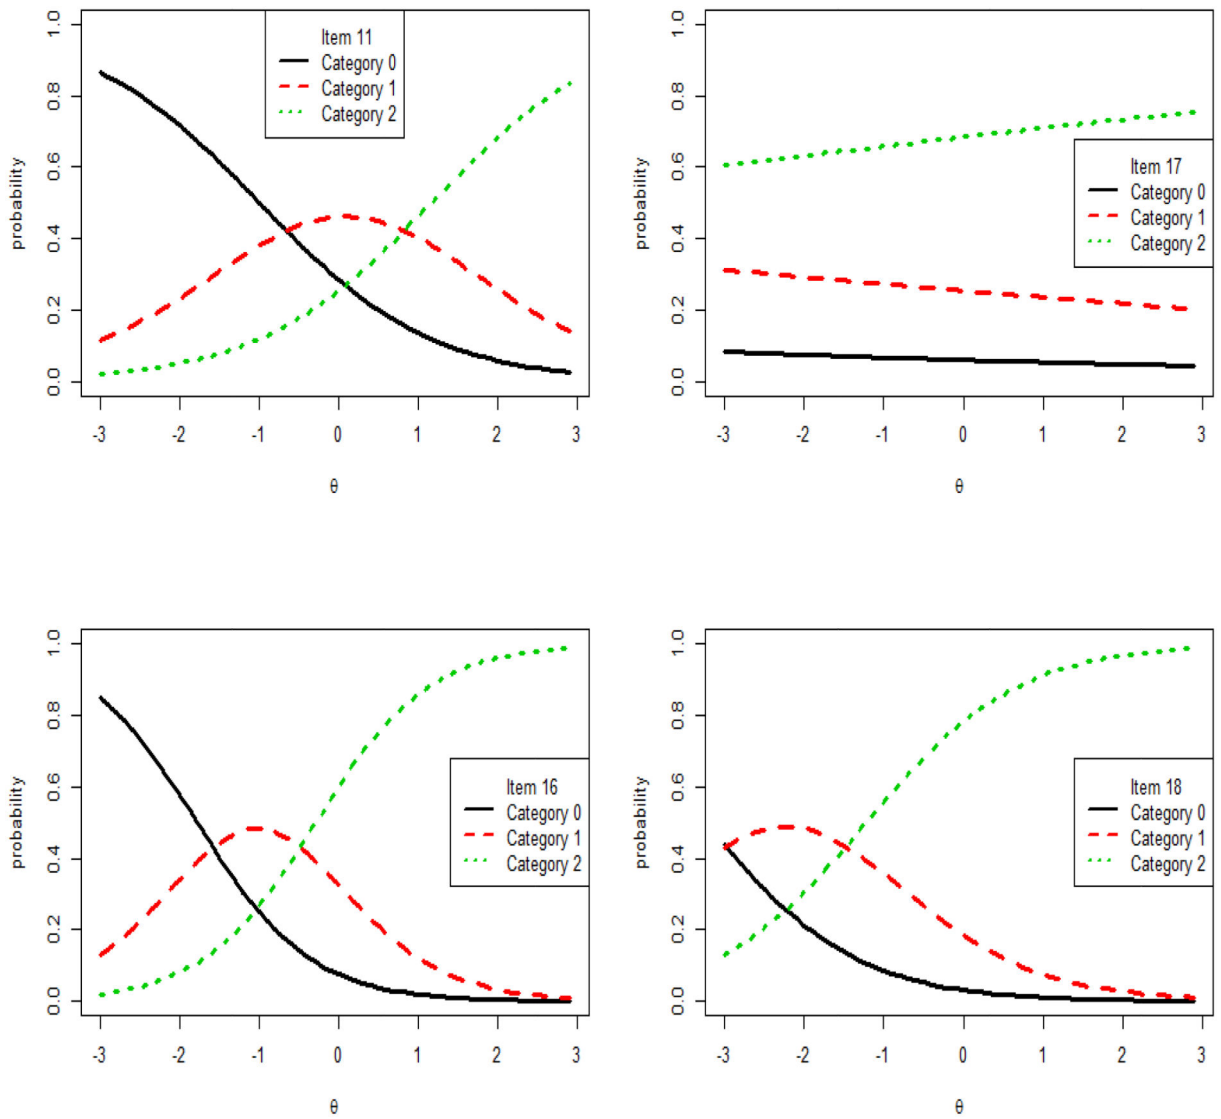 Item 11
Category 0
Category 1
Category 2
probability
0.0 0.2 0.4 0.6 0.8 1.0
-3 -2 -1 0 1 2 3
θ
Item 17
Category 0
Category 1
Category 2
probability
0.0 0.2 0.4 0.6 0.8 1.0
-3 -2 -1 0 1 2 3
θ
Item 16
Category 0
Category 1
Category 2
probability
0.0 0.2 0.4 0.6 0.8 1.0
-3 -2 -1 0 1 2 3
θ
Item 18
Category 0
Category 1
Category 2
probability
0.0 0.2 0.4 0.6 0.8 1.0
-3 -2 -1 0 1 2 3
θ